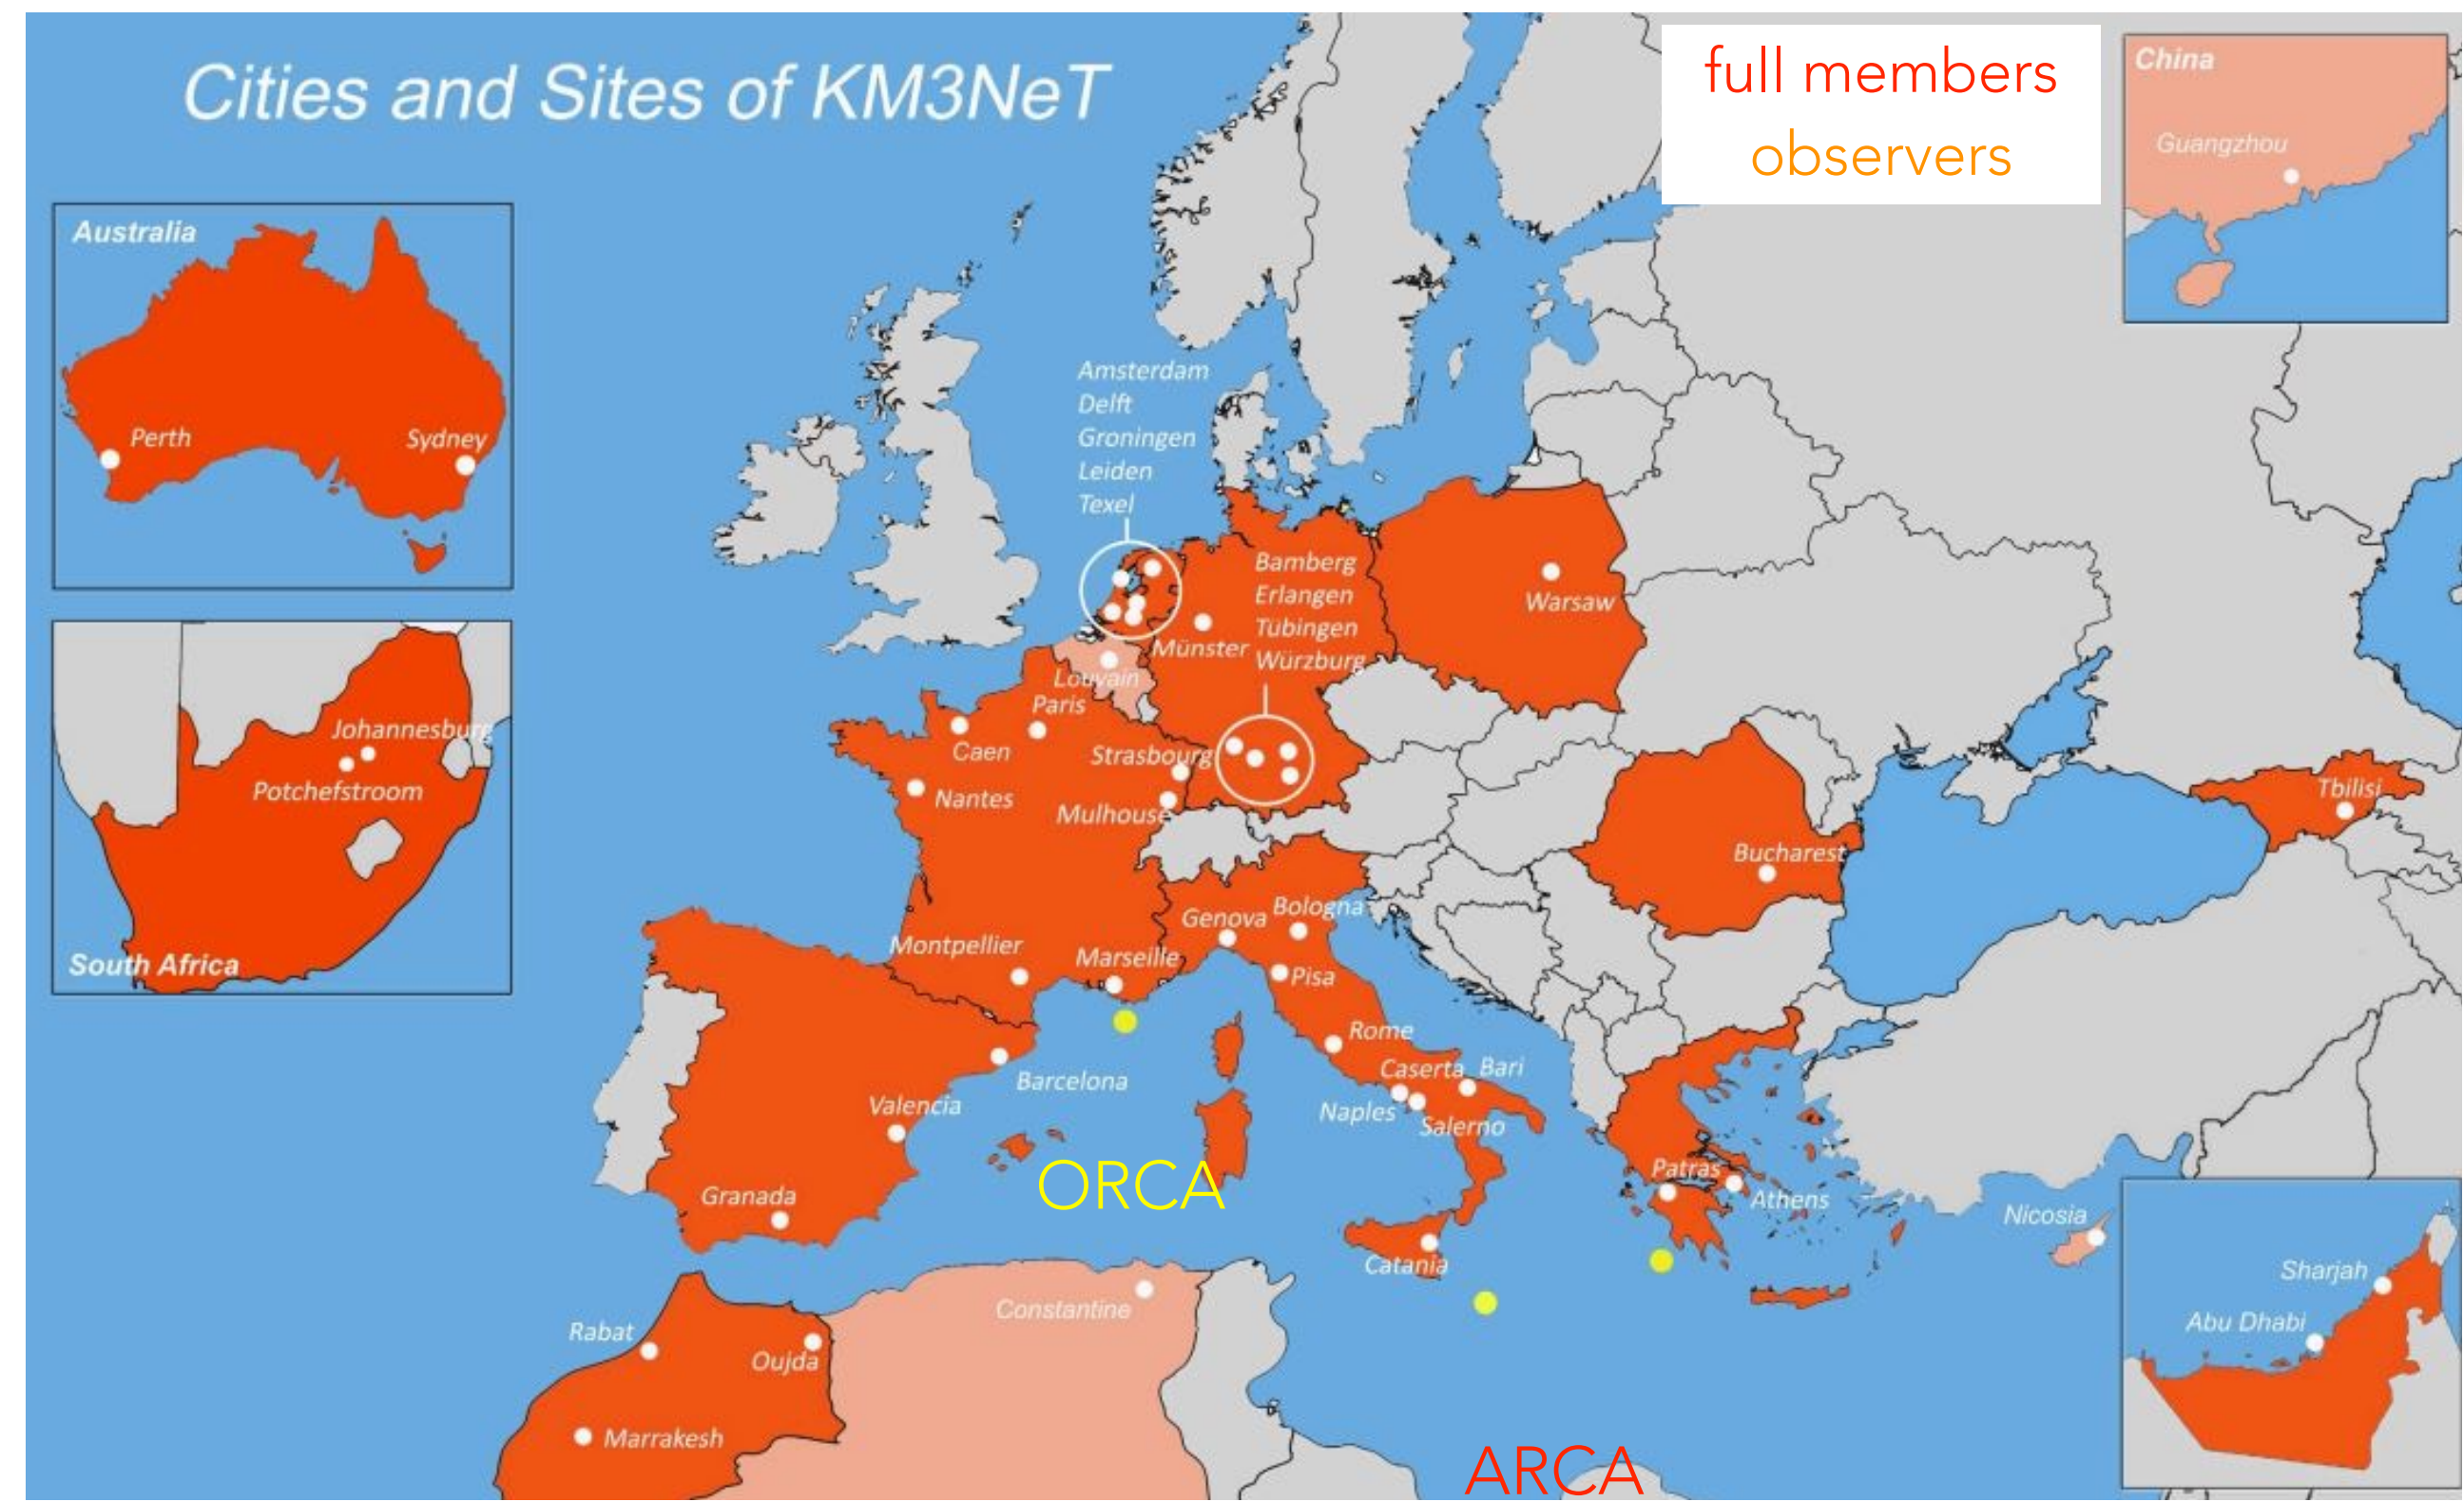 Cities and Sites of KM3NeT
full members
observers
China
Guangzhou
Australia
Perth
Sydney
Amsterdam
Delft
Groningen
Leiden
Texel
Bamberg
Erlangen
Tübingen
Würzburg
Warsaw
Münster
Louvain
Paris
Caen
Strasbourg
Nantes
Mulhouse
Johannesburg
Potchefstroom
South Africa
Tbilisi
Bucharest
Genova
Bologna
Montpellier
Marseille
Pisa
Rome
Caserta
Bari
Barcelona
Naples
Salerno
Valencia
ORCA
Granada
Patras
Athens
Nicosia
Catania
Sharjah
Constantine
Abu Dhabi
Rabat
Oujda
Marrakesh
ARCA